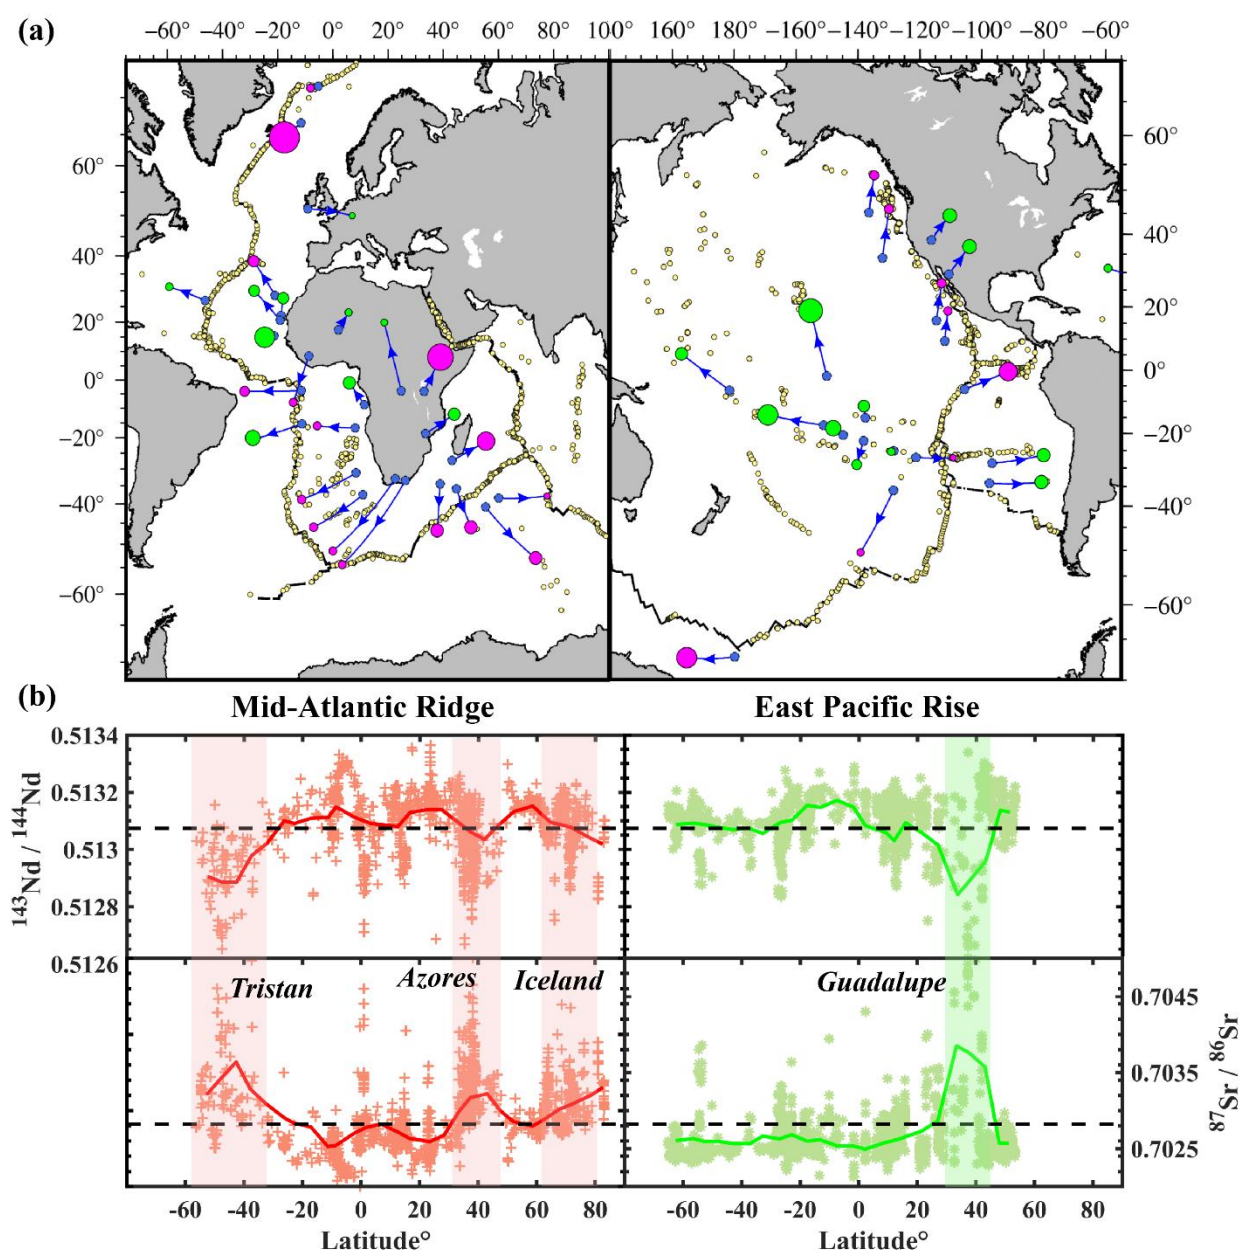 (a)
−60° −40° −20° 0° 20° 40° 60° 80° 100 160° −160° −140° −120° −100° −80° −60°
60° 60°
40° 40°
20° 20°
0° 0°
−20° −20°
−40° −40°
−60° −60°
(b)
Mid-Atlantic Ridge East Pacific Rise
143Nd / 144Nd
0.5134
0.5132
0.513
0.5128
0.5126
Tristan Azores Iceland Guadalupe
87Sr / 86Sr
0.7045
0.7035
0.7025
-60 -40 -20 0 20 40 60 80 -60 -40 -20 0 20 40 60 80
Latitude° Latitude°